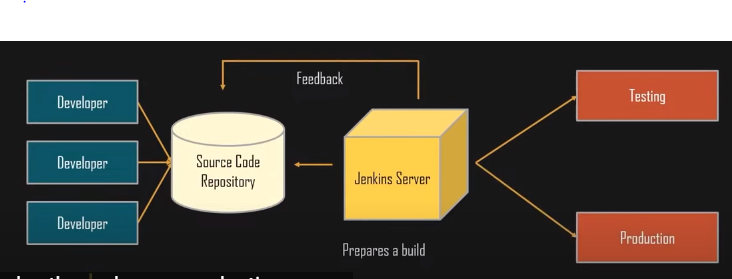 Feedback
Developer
Developer
Developer
Source Code
Repository
Jenkins Server
Prepares a build
Testing
Production